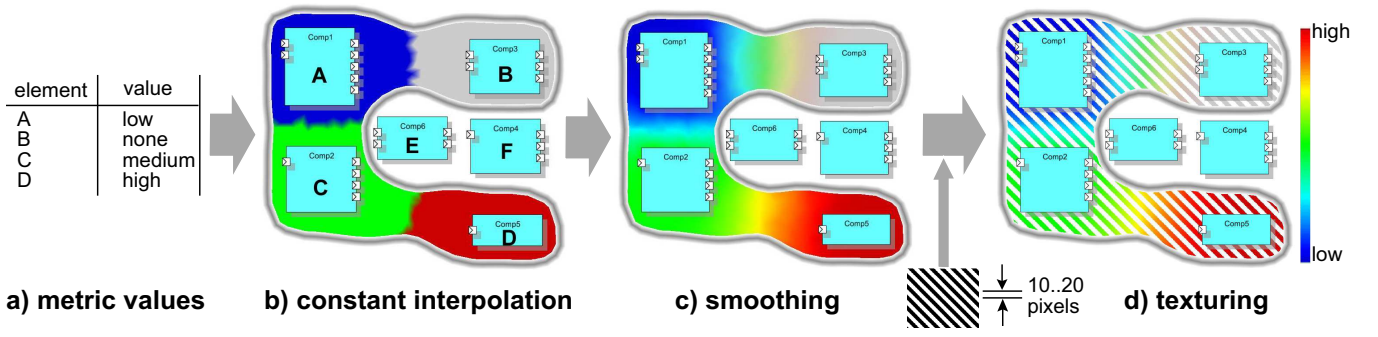 element value
A low
B none
C medium
D high
a) metric values
Comp1
A
Comp3
B
Comp6
E
Comp4
F
Comp2
C
Comp5
D
b) constant interpolation
Comp1
Comp3
Comp6
Comp4
Comp2
Comp5
c) smoothing
10..20
pixels
Comp1
Comp3
Comp6
Comp4
Comp2
Comp5
d) texturing
high
low